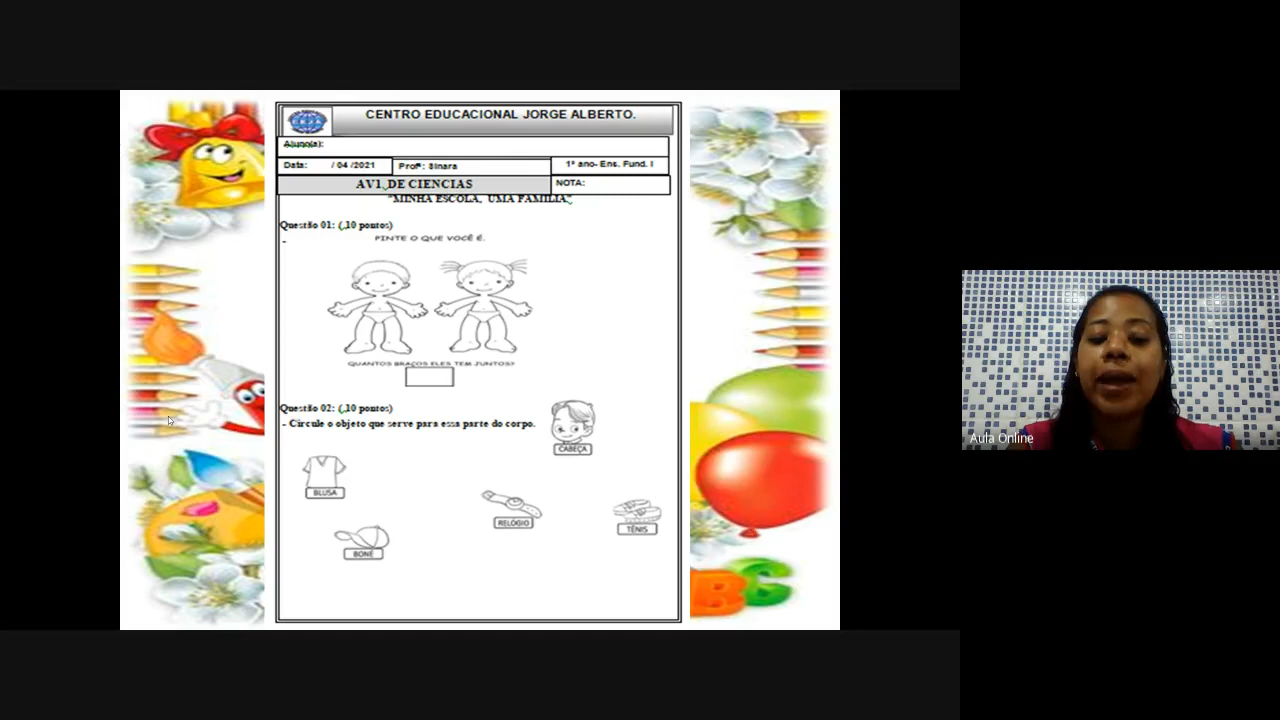 CENTRO EDUCACIONAL JORGE ALBERTO.
CEJA
Aluno(a):
Data: / 04 /2021 Profª: Sinara 1º ano- Ens. Fund. I
AV1. DE CIENCIAS NOTA:
"MINHA ESCOLA, UMA FAMILIA."
Questão 01: (,10 pontos)
- PINTE O QUE VOCÊ É.
QUANTOS BRAÇOS ELES TEM JUNTOS?
Questão 02: (,10 pontos)
- Circule o objeto que serve para essa parte do corpo.
CABEÇA
BLUSA
RELÓGIO
TÊNIS
BONÉ
Aula Online